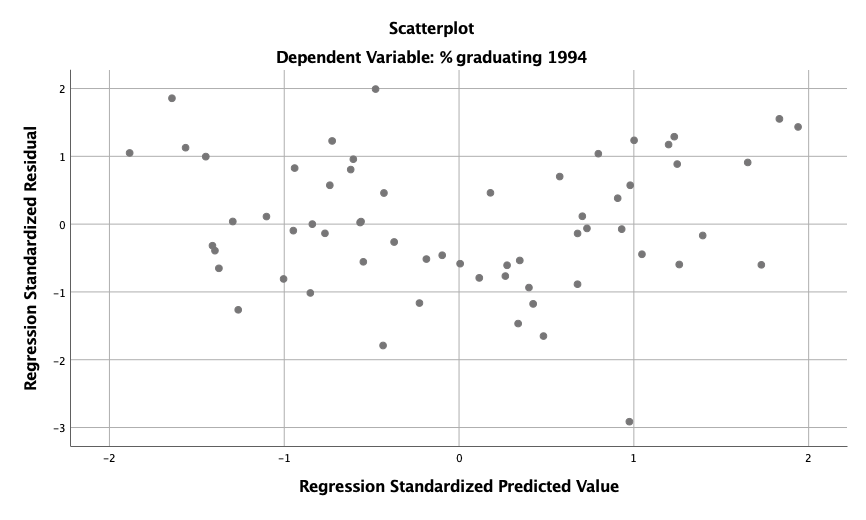 Scatterplot
Dependent Variable: % graduating 1994
Regression Standardized Residual
2
1
0
-1
-2
-3
-2
-1
0
1
2
Regression Standardized Predicted Value